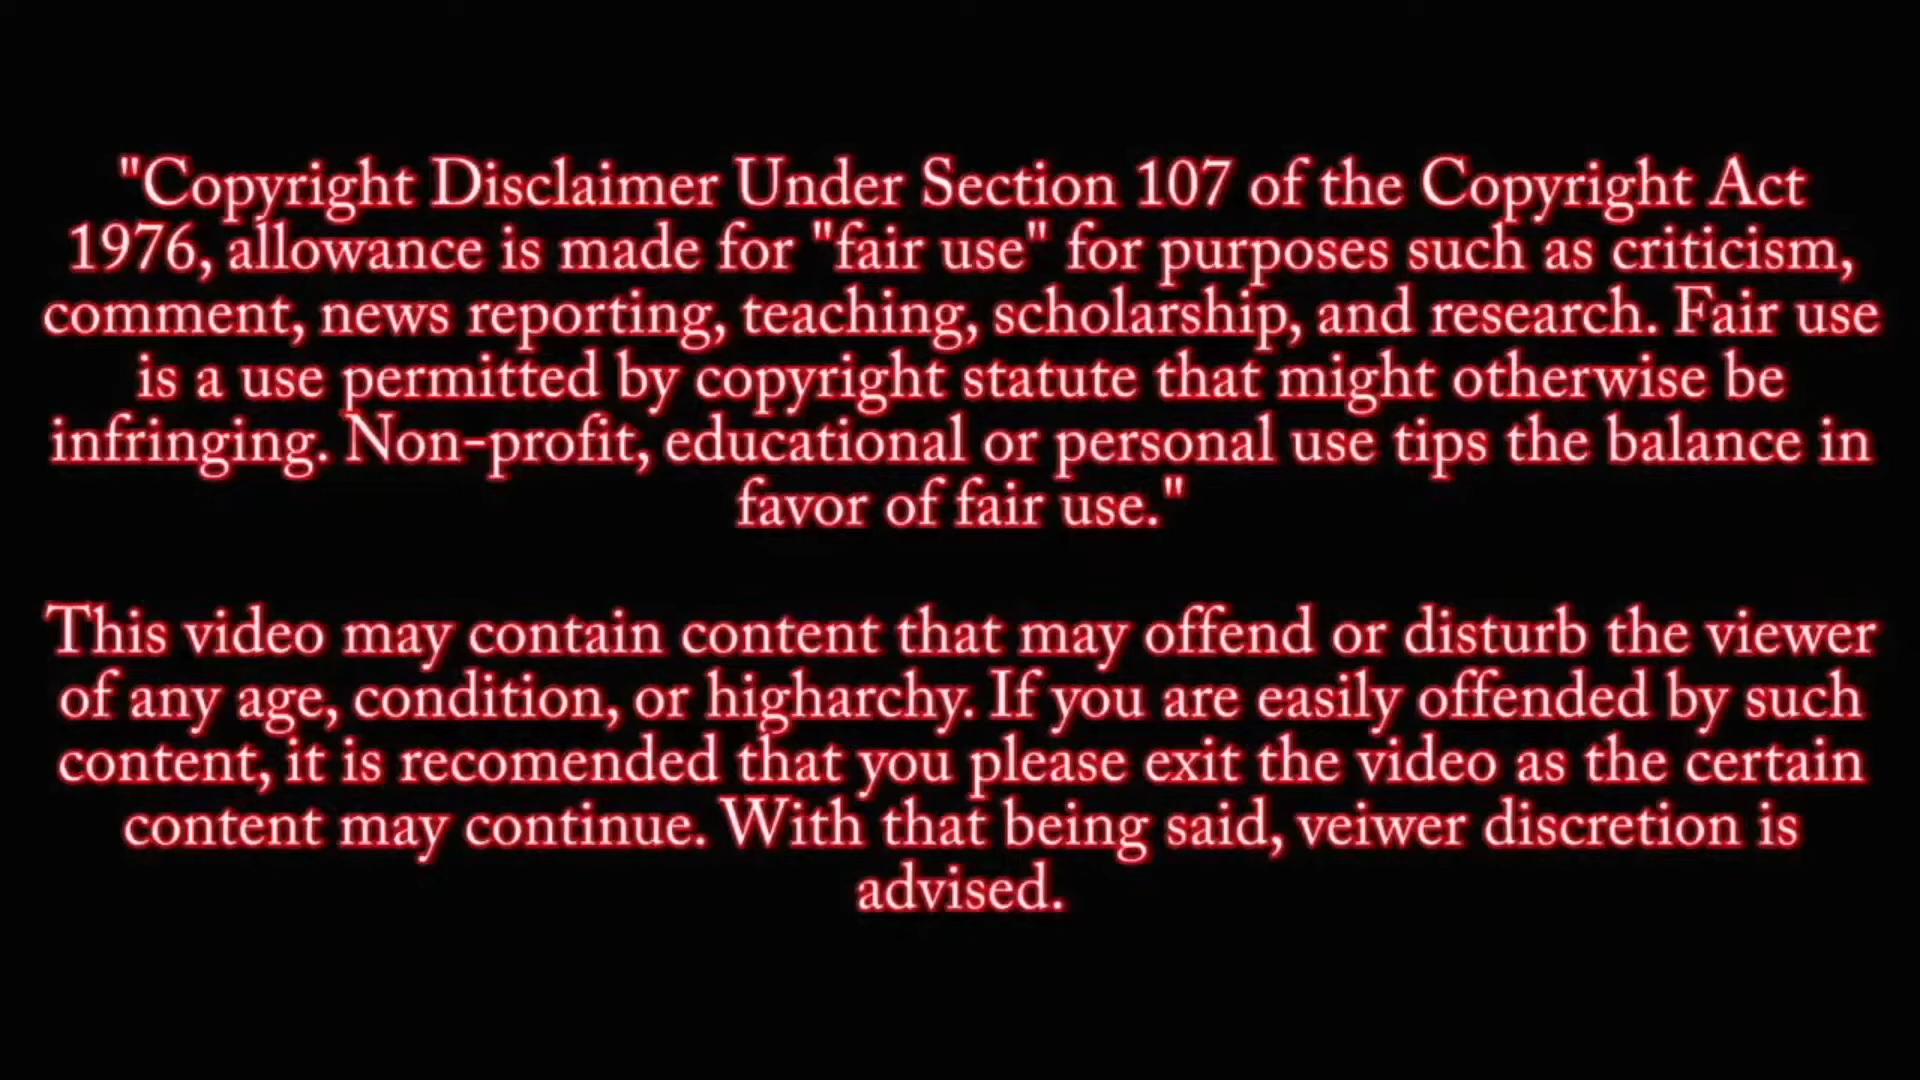 "Copyright Disclaimer Under Section 107 of the Copyright Act
1976, allowance is made for "fair use" for purposes such as criticism,
comment, news reporting, teaching, scholarship, and research. Fair use
is a use permitted by copyright statute that might otherwise be
infringing. Non-profit, educational or personal use tips the balance in
favor of fair use."
This video may contain content that may offend or disturb the viewer
of any age, condition, or higharchy. If you are easily offended by such
content, it is recomended that you please exit the video as the certain
content may continue. With that being said, veiwer discretion is
advised.